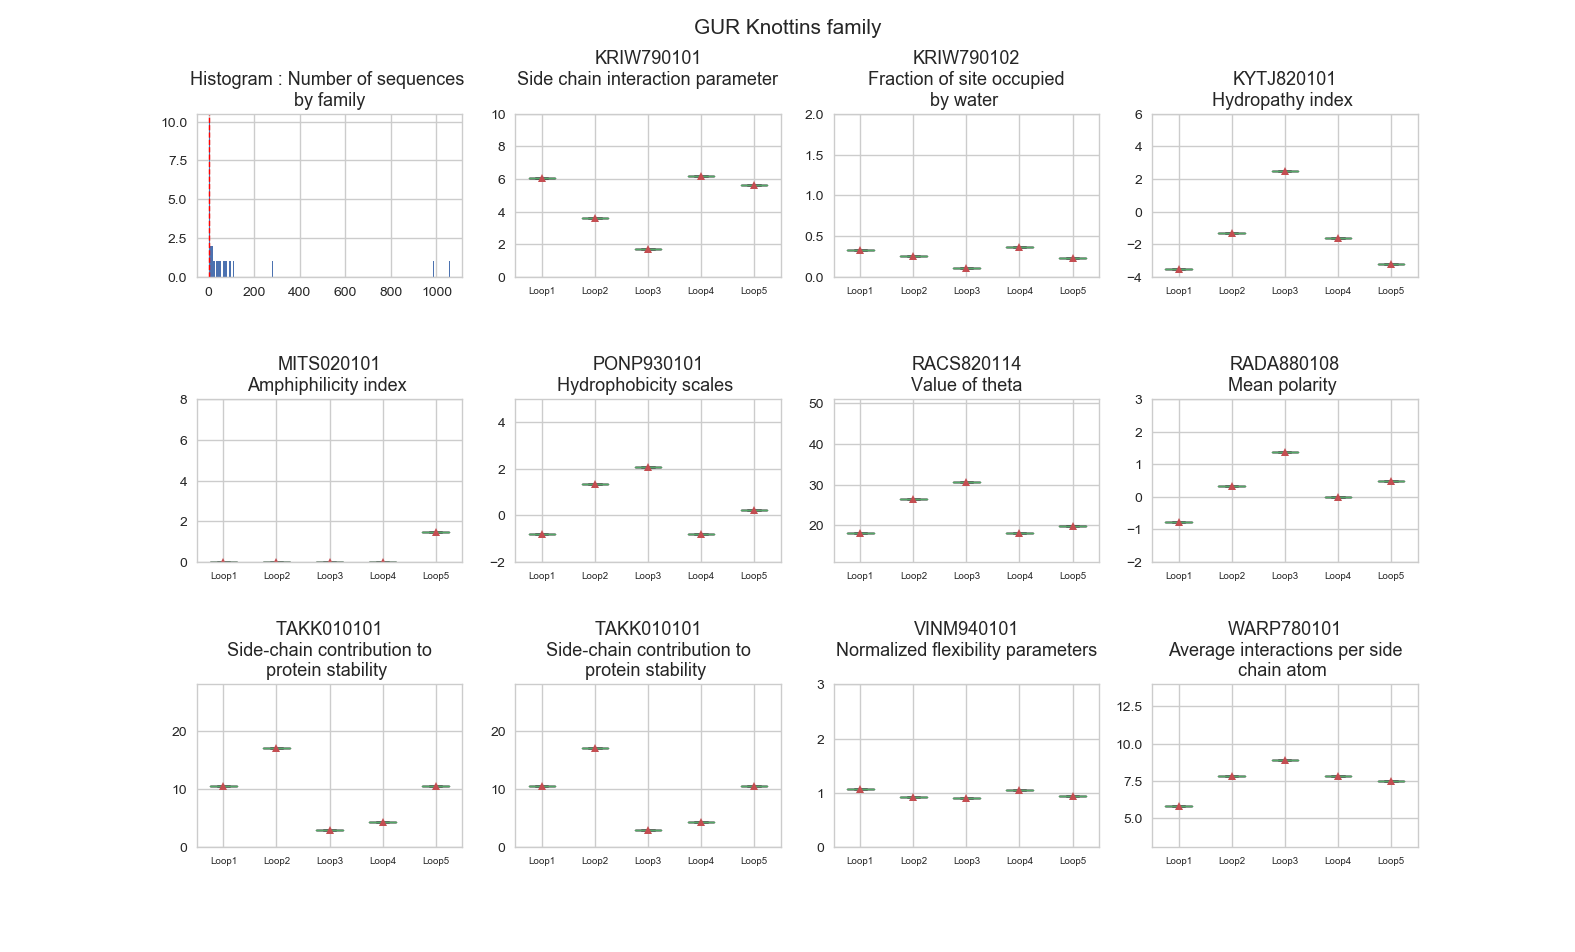 GUR Knottins family
Histogram : Number of sequences
by family
10.0
7.5
5.0
2.5
0.0
0 200 400 600 800 1000
KRIW790101
Side chain interaction parameter
10
8
6
4
2
0
Loop1 Loop2 Loop3 Loop4 Loop5
KRIW790102
Fraction of site occupied
by water
2.0
1.5
1.0
0.5
0.0
Loop1 Loop2 Loop3 Loop4 Loop5
KYTJ820101
Hydropathy index
6
4
2
0
−2
−4
Loop1 Loop2 Loop3 Loop4 Loop5
MITS020101
Amphiphilicity index
8
6
4
2
0
Loop1 Loop2 Loop3 Loop4 Loop5
PONP930101
Hydrophobicity scales
4
2
0
−2
Loop1 Loop2 Loop3 Loop4 Loop5
RACS820114
Value of theta
50
40
30
20
Loop1 Loop2 Loop3 Loop4 Loop5
RADA880108
Mean polarity
3
2
1
0
−1
−2
Loop1 Loop2 Loop3 Loop4 Loop5
TAKK010101
Side-chain contribution to
protein stability
20
10
0
Loop1 Loop2 Loop3 Loop4 Loop5
TAKK010101
Side-chain contribution to
protein stability
20
10
0
Loop1 Loop2 Loop3 Loop4 Loop5
VINM940101
Normalized flexibility parameters
3
2
1
0
Loop1 Loop2 Loop3 Loop4 Loop5
WARP780101
Average interactions per side
chain atom
12.5
10.0
7.5
5.0
Loop1 Loop2 Loop3 Loop4 Loop5